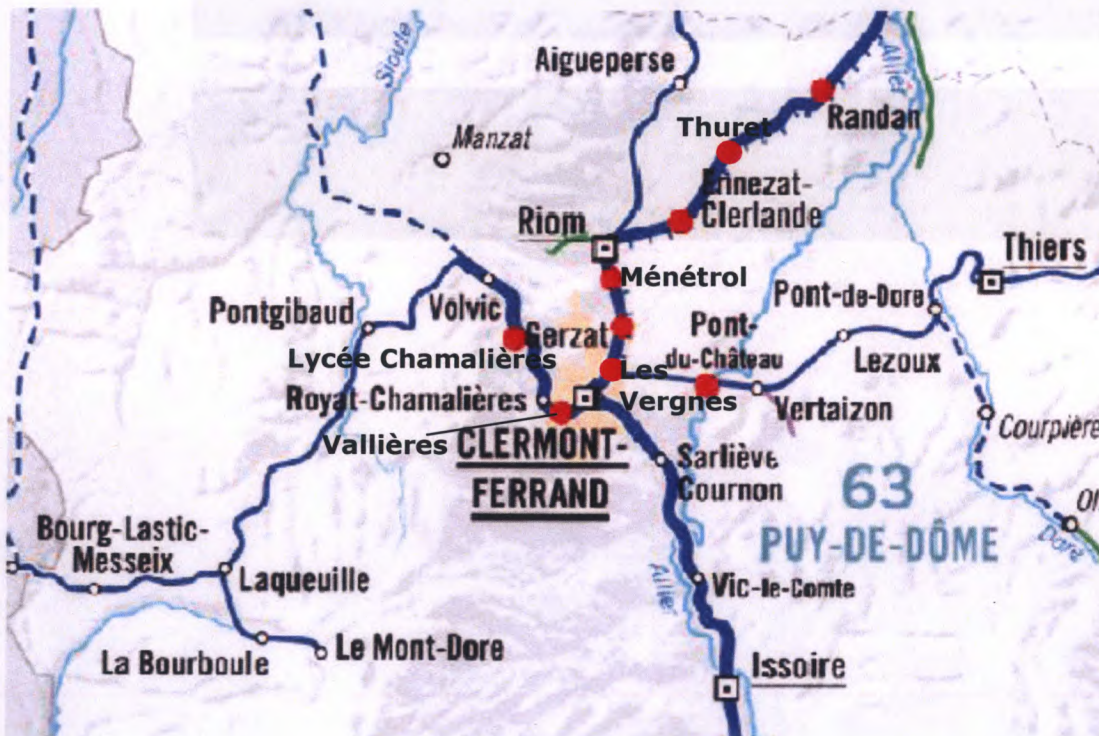 Sioule
Allier
Aigueperse
Randan
Thuret
Manzat
Ennezat-
Clerlande
Riom
Thiers
Ménétrol
Pont-de-Dore
Volvic
Pontgibaud
Gerzat
Pont-
du-Château
Lycée Chamalières
Lezoux
Les
Vergnes
Royat-Chamalières
Vertaizon
Courpière
Vallières
CLERMONT-
FERRAND
Sarliève
Cournon
63
PUY-DE-DÔME
Bourg-Lastic-
Messeix
Dore
Laqueuille
Allier
Vic-le-Comte
La Bourboule
Le Mont-Dore
Issoire